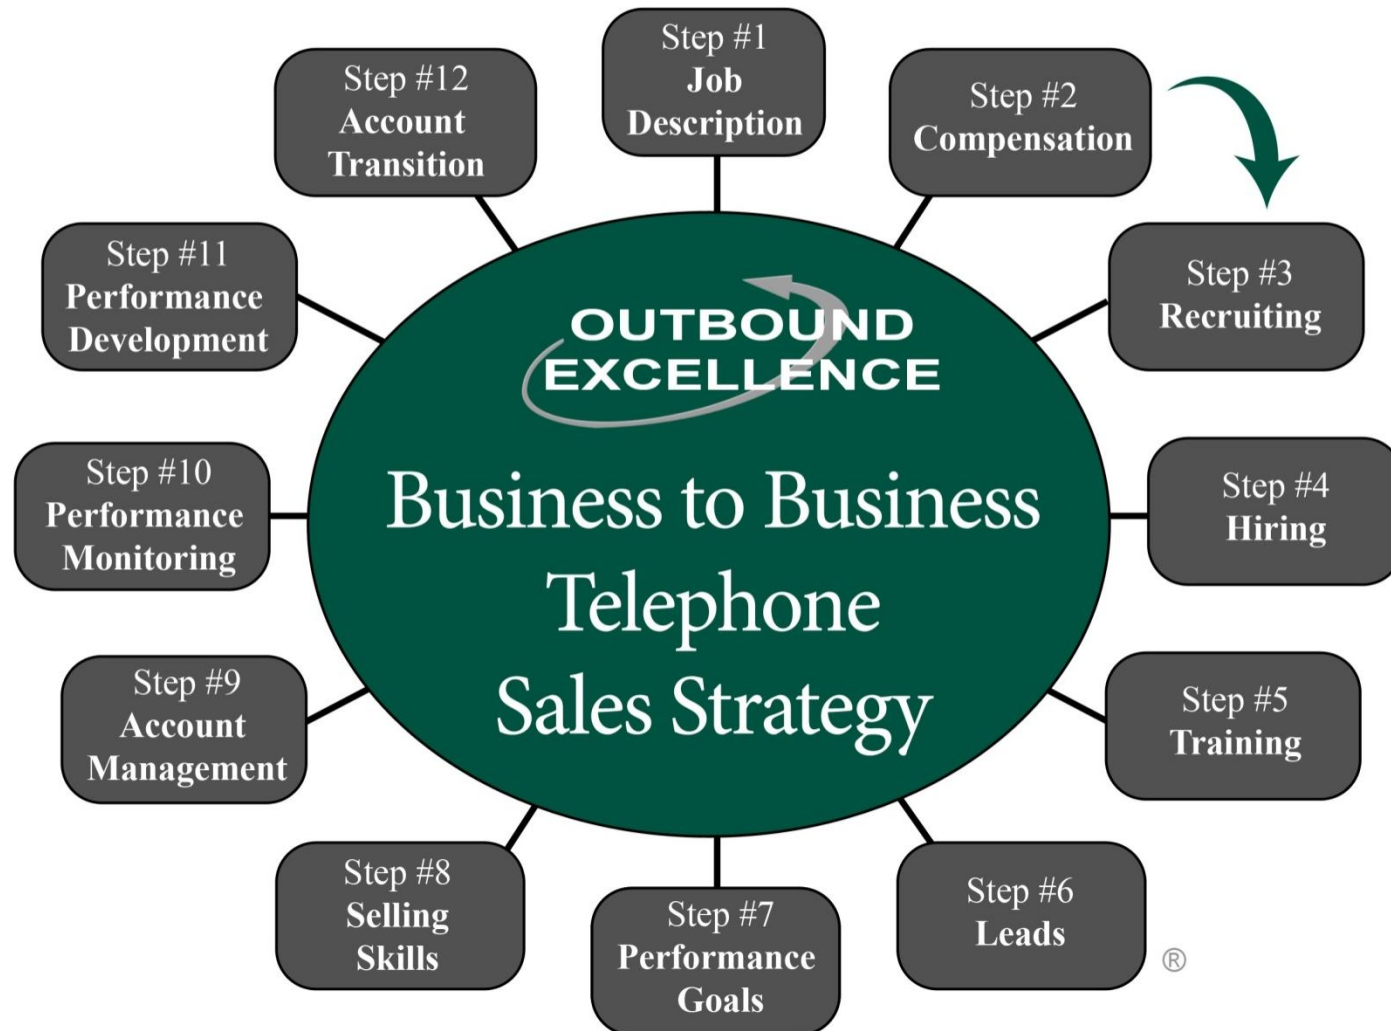 Step #1
Job
Description
Step #2
Compensation
Step #3
Recruiting
Step #4
Hiring
Step #5
Training
Step #6
Leads
®
Step #7
Performance
Goals
Step #8
Selling
Skills
Step #9
Account
Management
Step #10
Performance
Monitoring
Step #11
Performance
Development
Step #12
Account
Transition
OUTBOUND
EXCELLENCE
Business to Business
Telephone
Sales Strategy